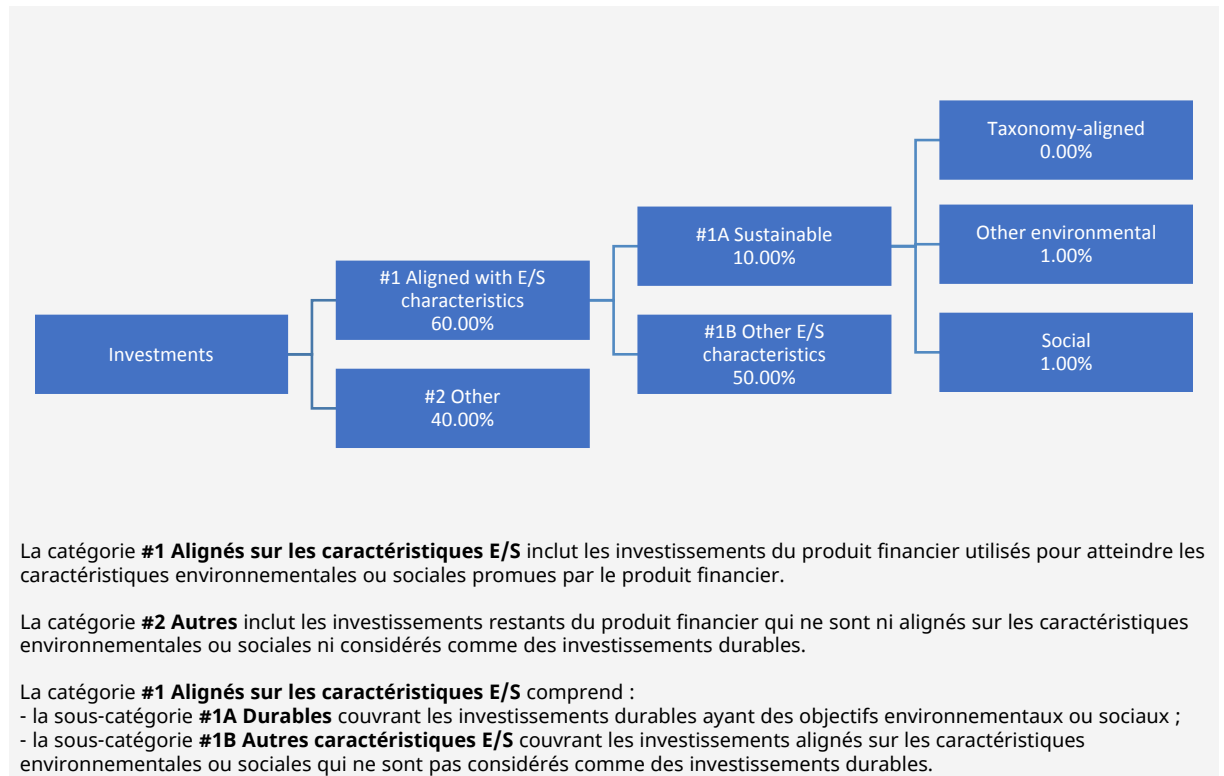 Investments
#1 Aligned with E/S
characteristics
60.00%
#2 Other
40.00%
#1A Sustainable
10.00%
#1B Other E/S
characteristics
50.00%
Taxonomy-aligned
0.00%
Other environmental
1.00%
Social
1.00%
La catégorie #1 Alignés sur les caractéristiques E/S inclut les investissements du produit financier utilisés pour atteindre les
caractéristiques environnementales ou sociales promues par le produit financier.
La catégorie #2 Autres inclut les investissements restants du produit financier qui ne sont ni alignés sur les caractéristiques
environnementales ou sociales ni considérés comme des investissements durables.
La catégorie #1 Alignés sur les caractéristiques E/S comprend :
- la sous-catégorie #1A Durables couvrant les investissements durables ayant des objectifs environnementaux ou sociaux ;
- la sous-catégorie #1B Autres caractéristiques E/S couvrant les investissements alignés sur les caractéristiques
environnementales ou sociales qui ne sont pas considérés comme des investissements durables.